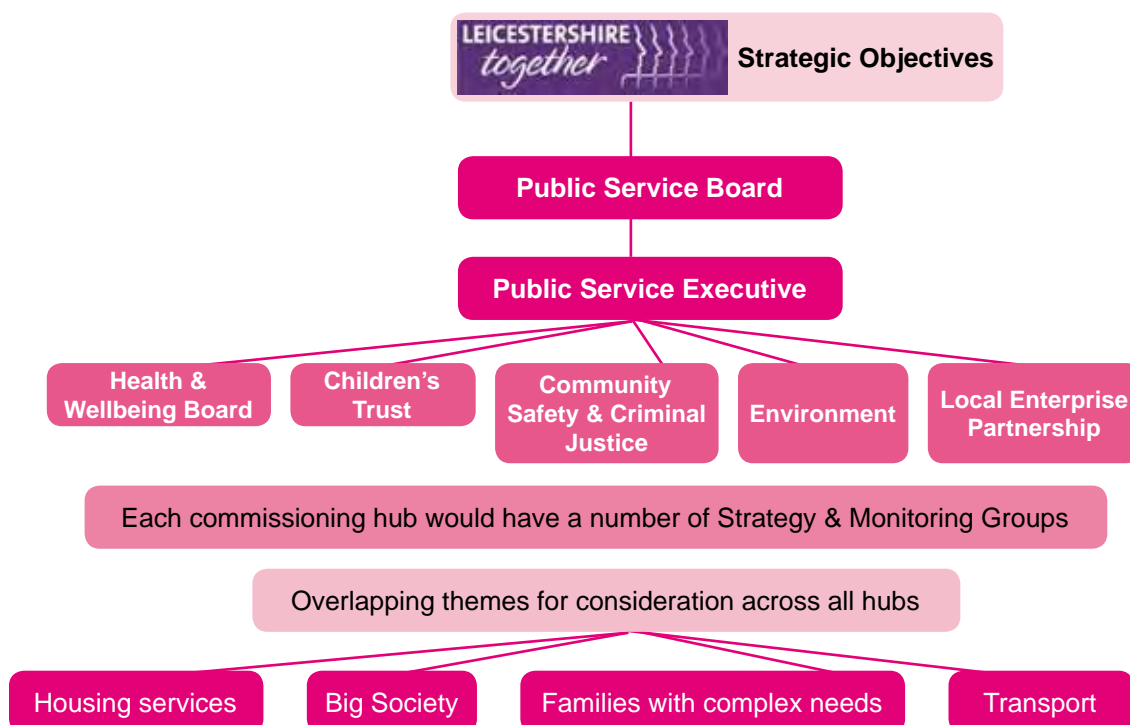 LEICESTERSHIRE
together
Strategic Objectives
Public Service Board
Public Service Executive
Health &
Wellbeing Board
Children’s
Trust
Community
Safety & Criminal
Justice
Environment
Local Enterprise
Partnership
Each commissioning hub would have a number of Strategy & Monitoring Groups
Overlapping themes for consideration across all hubs
Housing services
Big Society
Families with complex needs
Transport